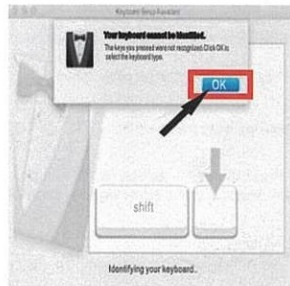 Keyboard Setup Assistant
Your keyboard cannot be identified.
The keys you pressed were not recognized. Click OK to
select the keyboard type.
OK
shift
Identifying your keyboard..